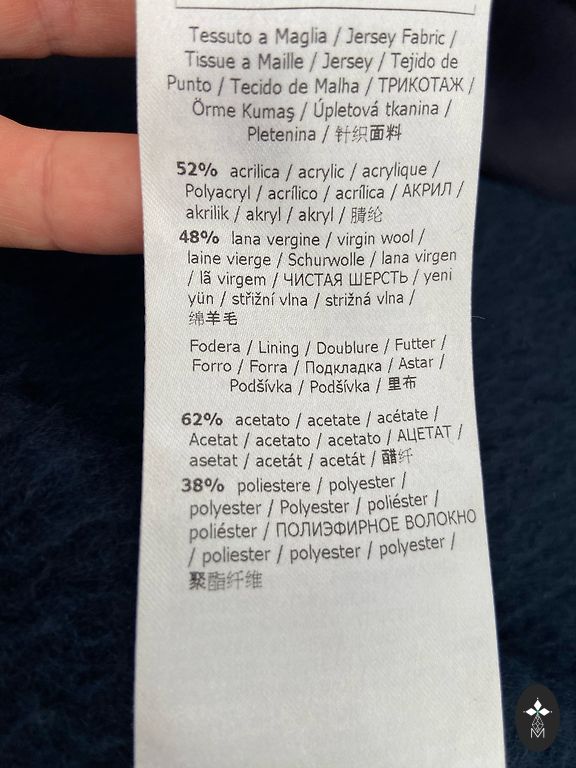 Tessuto a Maglia / Jersey Fabric /
Tissue a Maille / Jersey / Tejido de
Punto / Tecido de Malha / ТРИКОТАЖ /
Örme Kumaş / Úpletová tkanina /
Pletenina / 针织面料
52% acrilica / acrylic / acrylique /
Polyacryl / acrílico / acrílica / АКРИЛ /
akrilik / akryl / akryl / 腈纶
48% lana vergine / virgin wool /
laine vierge / Schurwolle / lana virgen
/ lã virgem / ЧИСТАЯ ШЕРСТЬ / yeni
yün / střižní vlna / strižná vlna /
绵羊毛
Fodera / Lining / Doublure / Futter /
Forro / Forra / Подкладка / Astar /
Podšívka / Podšívka / 里布
62% acetato / acetate / acétate /
Acetat / acetato / acetato / АЦЕТАТ /
asetat / acetát / acetát / 醋纤
38% poliestere / polyester /
polyester / Polyester / poliéster /
poliéster / ПОЛИЭФИРНОЕ ВОЛОКНО
/ poliester / polyester / polyester /
聚酯纤维